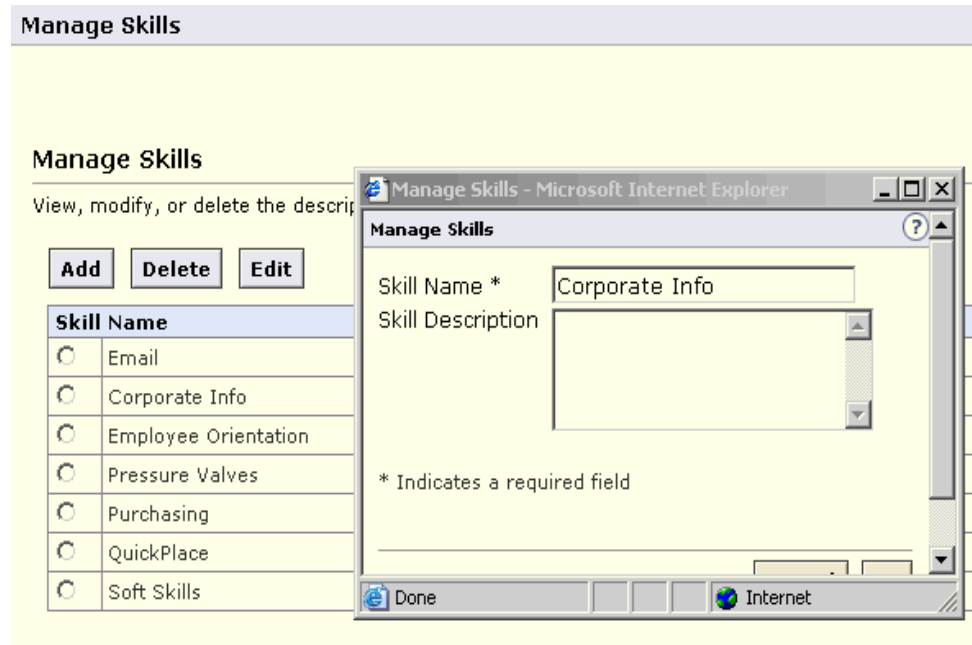 Manage Skills
Manage Skills
View, modify, or delete the descrip
Add Delete Edit
Skill Name
Email
Corporate Info
Employee Orientation
Pressure Valves
Purchasing
QuickPlace
Soft Skills
Manage Skills - Microsoft Internet Explorer
Manage Skills ?
Skill Name * Corporate Info
Skill Description
* Indicates a required field
Done Internet